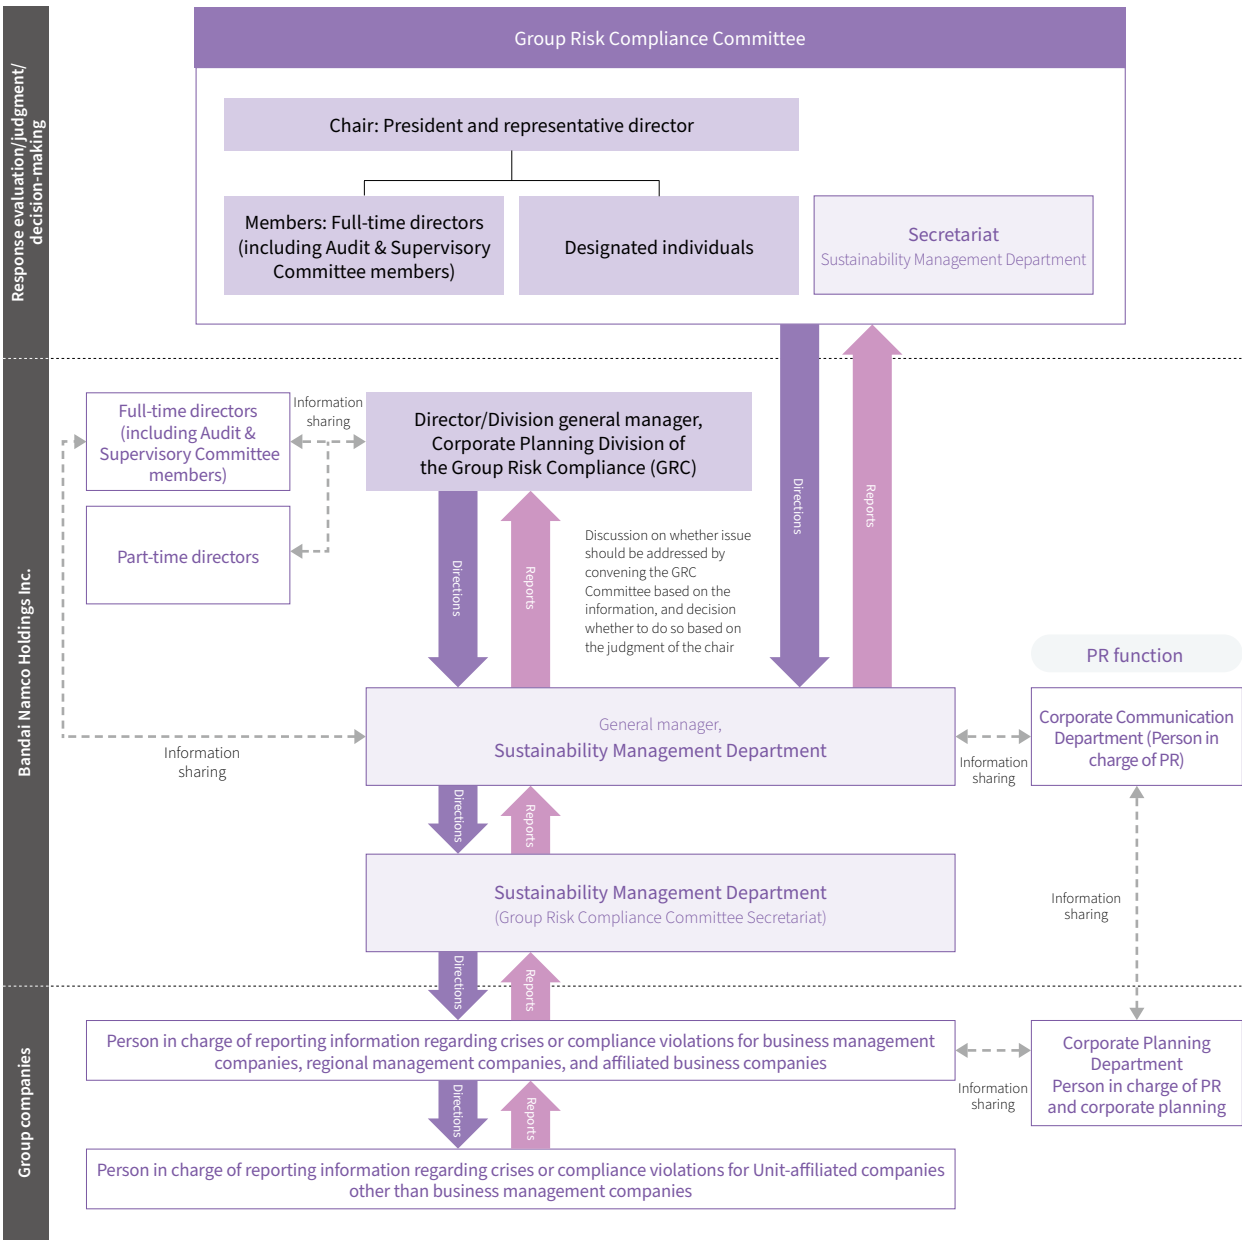 Response evaluation/judgment/
decision-making
Group Risk Compliance Committee
Chair: President and representative director
Members: Full-time directors
(including Audit & Supervisory
Committee members)
Designated individuals
Secretariat
Sustainability Management Department
Bandai Namco Holdings Inc.
Full-time directors
(including Audit &
Supervisory Committee
members)
Information
sharing
Director/Division general manager,
Corporate Planning Division of
the Group Risk Compliance (GRC)
Part-time directors
Directions
Reports
Discussion on whether issue
should be addressed by
convening the GRC
Committee based on the
information, and decision
whether to do so based on
the judgment of the chair
Directions
Reports
PR function
Information
sharing
General manager,
Sustainability Management Department
Information
sharing
Corporate Communication
Department (Person in
charge of PR)
Directions
Reports
Sustainability Management Department
(Group Risk Compliance Committee Secretariat)
Information
sharing
Directions
Reports
Group companies
Person in charge of reporting information regarding crises or compliance violations for business management
companies, regional management companies, and affiliated business companies
Information
sharing
Corporate Planning
Department
Person in charge of PR
and corporate planning
Directions
Reports
Person in charge of reporting information regarding crises or compliance violations for Unit-affiliated companies
other than business management companies